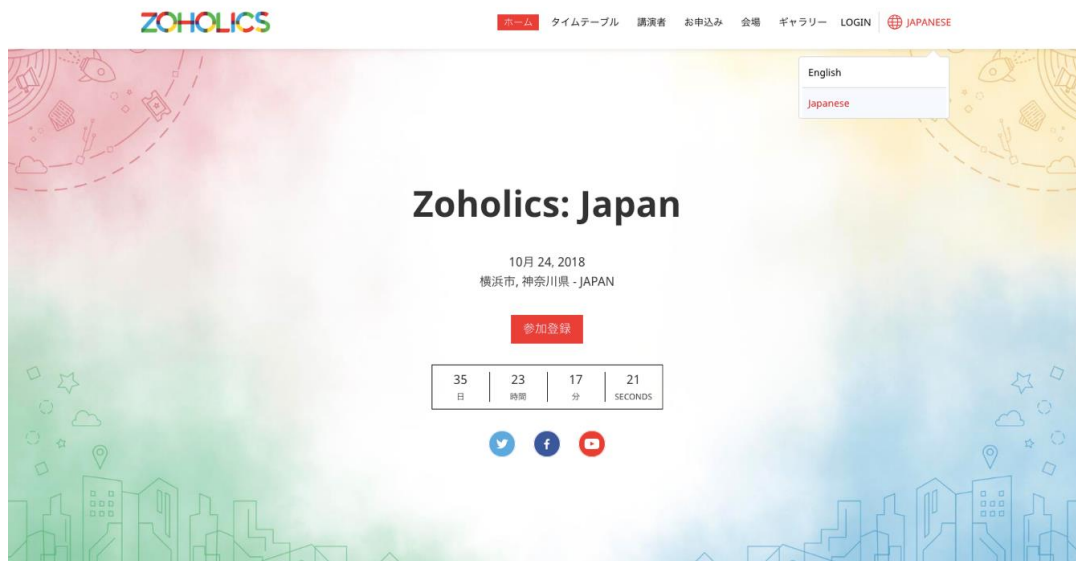 ZOHOLICS
ホーム タイムテーブル 講演者 お申込み 会場 ギャラリー LOGIN JAPANESE
English
Japanese
Zoholics: Japan
10月 24, 2018
横浜市, 神奈川県 - JAPAN
参加登録
35 23 17 21
日 時間 分 SECONDS